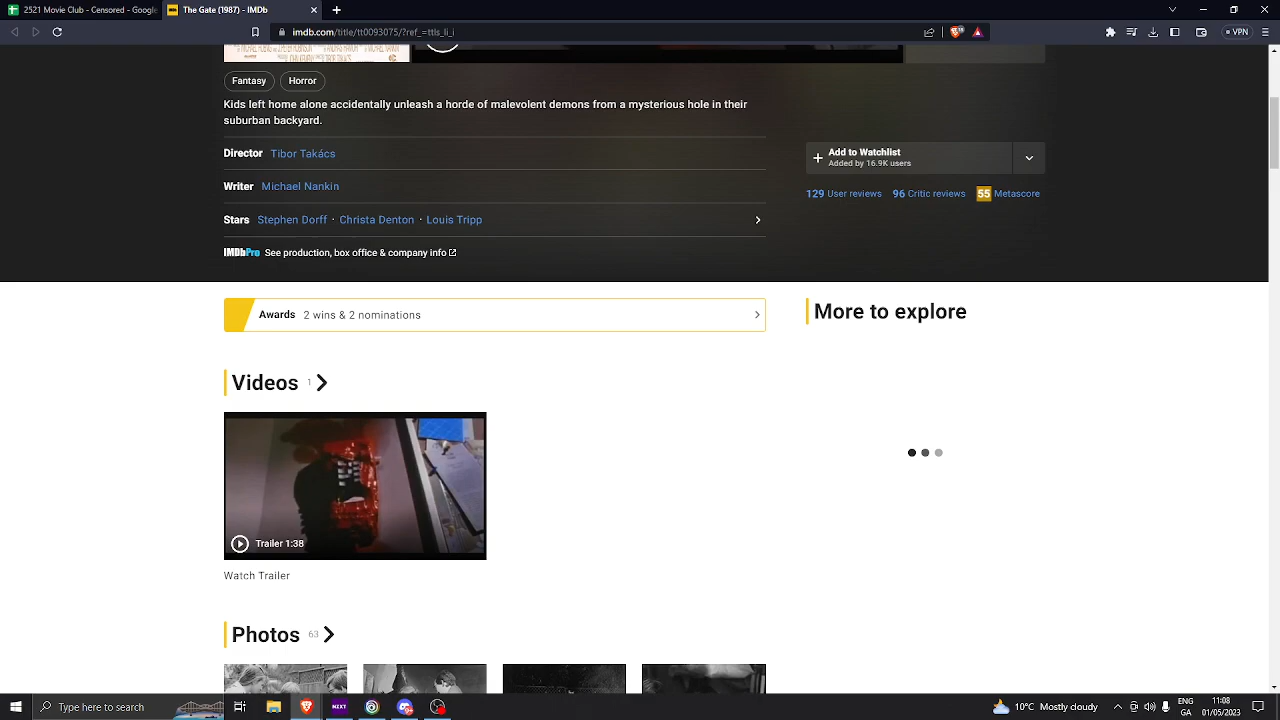 2521 Movie Club - Censored - Google
The Gate (1987) - IMDb
imdb.com/title/tt0093075/?ref_=ttls_li_i
VPN
Fantasy
Horror
Kids left home alone accidentally unleash a horde of malevolent demons from a mysterious hole in their
suburban backyard.
Director Tibor Takács
Writer Michael Nankin
Stars Stephen Dorff · Christa Denton · Louis Tripp
IMDbPro See production, box office & company info
Add to Watchlist
Added by 16.9K users
129 User reviews 96 Critic reviews 55 Metascore
Awards 2 wins & 2 nominations
More to explore
Videos 1
Trailer 1:38
Watch Trailer
Photos 63
Type here to search
NXT
10°C Mostly cloudy
ENG
UK
11:08
01/05/2023